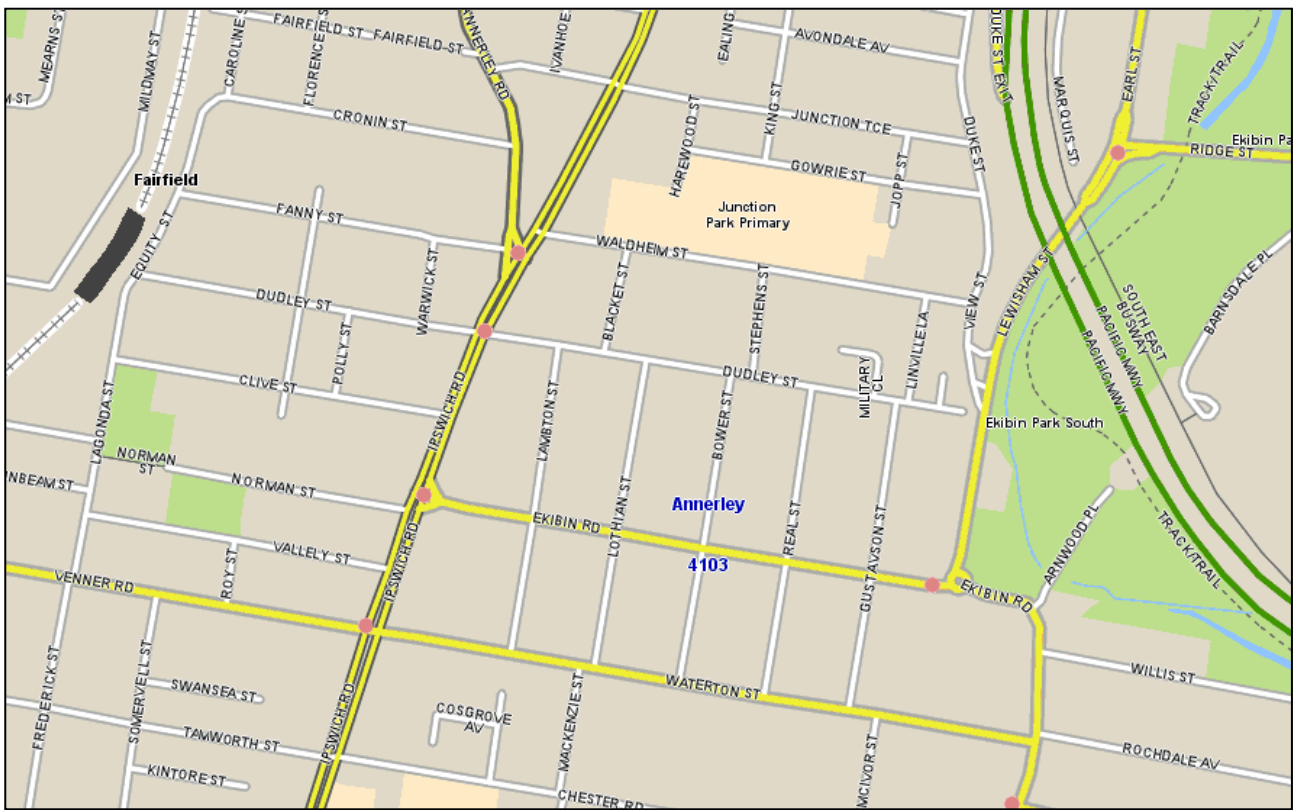 MEARNS ST
MILDMAY ST
CAROLINE S
FLORENCE S
FAIRFIELD ST
FAIRFIELD ST
NNERLEY RD
IVANHOE
EALING
AVONDALE AV
DUKE ST EXIT
MARQUIS ST
EARL ST
TRACK/TRAIL
M ST
CRONIN ST
HAREWOOD ST
KING ST
JUNCTION TCE
DUKE ST
Ekibin Pa
RIDGE ST
Fairfield
GOWRIE ST
JOPP ST
EQUITY ST
FANNY ST
Junction
Park Primary
WALDHEIM ST
WARWICK ST
BLACKET ST
STEPHENS ST
VIEW ST
LEWISHAM ST
BARNSDALE PL
DUDLEY ST
POLLY ST
LINVILLE LA
SOUTH EAST
BUSWAY
PACIFIC MWY
PACIFIC MWY
CLIVE ST
DUDLEY ST
MILITARY
CL
LAGONDA ST
IPSWICH RD
LAMBTON ST
BOWER ST
Ekibin Park South
NORMAN
ST
NORMAN ST
NBEAM ST
LOTHIAN ST
Annerley
EKIBIN RD
REAL ST
GUSTAVSON ST
ARNWOOD PL
TRACK/TRAIL
VALLELY ST
IPSWICH RD
4103
VENNER RD
ROY ST
EKIBIN RD
FREDERICK ST
SOMERVELL ST
SWANSEA ST
IPSWICH RD
COSGROVE
AV
MACKENZIE ST
WATERTON ST
WILLIS ST
TAMWORTH ST
MCIVOR ST
ROCHDALE AV
KINTORE ST
CHESTER RD